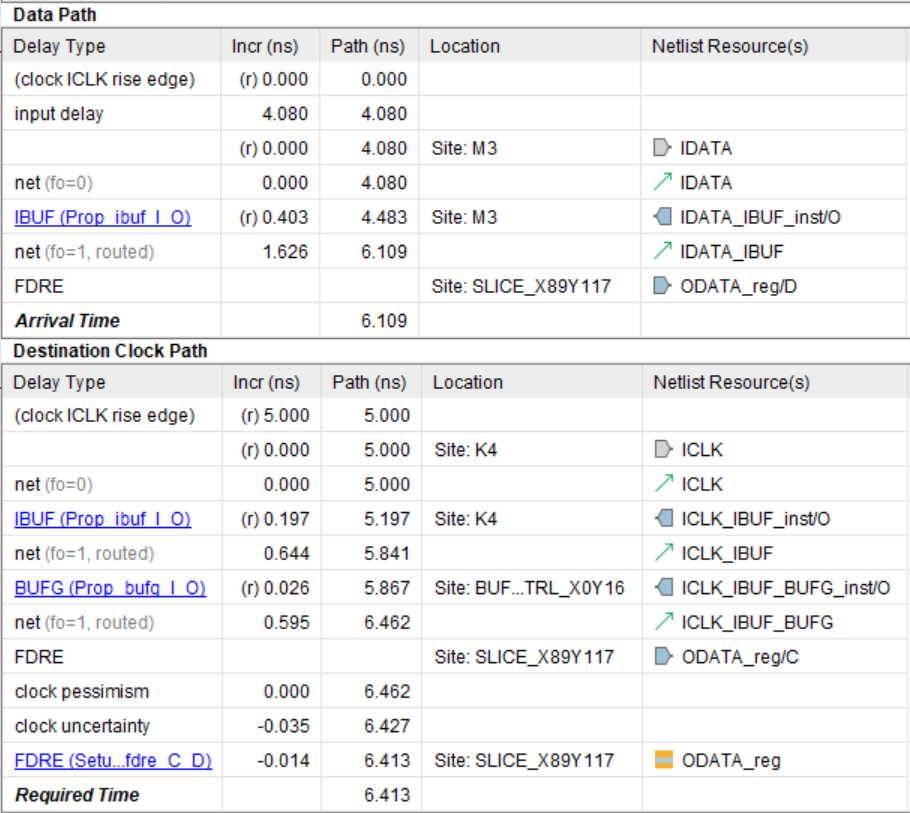 Data Path
Delay Type Incr (ns) Path (ns) Location Netlist Resource(s)
(clock ICLK rise edge) (r) 0.000 0.000
input delay 4.080 4.080
(r) 0.000 4.080 Site: M3 IDATA
net (fo=0) 0.000 4.080 IDATA
IBUF (Prop_ibuf_I_O) (r) 0.403 4.483 Site: M3 IDATA_IBUF_inst/O
net (fo=1, routed) 1.626 6.109 IDATA_IBUF
FDRE Site: SLICE_X89Y117 ODATA_reg/D
Arrival Time 6.109
Destination Clock Path
Delay Type Incr (ns) Path (ns) Location Netlist Resource(s)
(clock ICLK rise edge) (r) 5.000 5.000
(r) 0.000 5.000 Site: K4 ICLK
net (fo=0) 0.000 5.000 ICLK
IBUF (Prop_ibuf_I_O) (r) 0.197 5.197 Site: K4 ICLK_IBUF_inst/O
net (fo=1, routed) 0.644 5.841 ICLK_IBUF
BUFG (Prop_bufg_I_O) (r) 0.026 5.867 Site: BUF...TRL_X0Y16 ICLK_IBUF_BUFG_inst/O
net (fo=1, routed) 0.595 6.462 ICLK_IBUF_BUFG
FDRE Site: SLICE_X89Y117 ODATA_reg/C
clock pessimism 0.000 6.462
clock uncertainty -0.035 6.427
FDRE (Setu...fdre_C_D) -0.014 6.413 Site: SLICE_X89Y117 ODATA_reg
Required Time 6.413